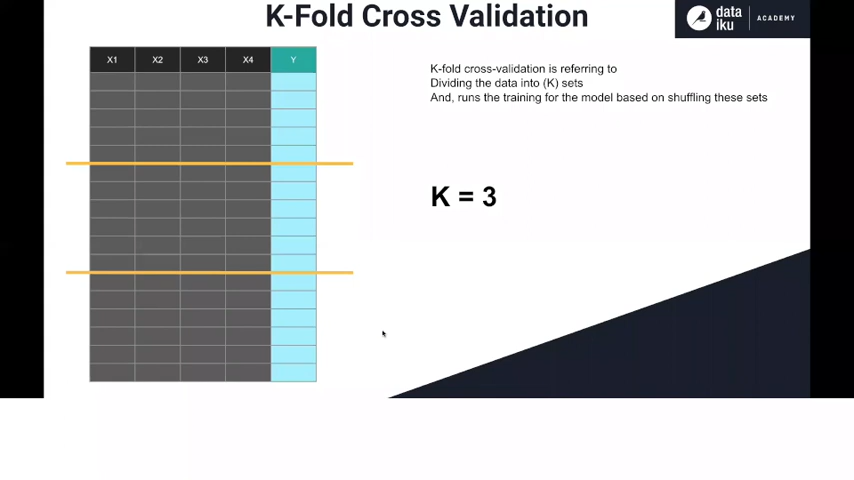 K-Fold Cross Validation
data
iku
ACADEMY
X1 X2 X3 X4 Y
K-fold cross-validation is referring to
Dividing the data into (K) sets
And, runs the training for the model based on shuffling these sets
K = 3